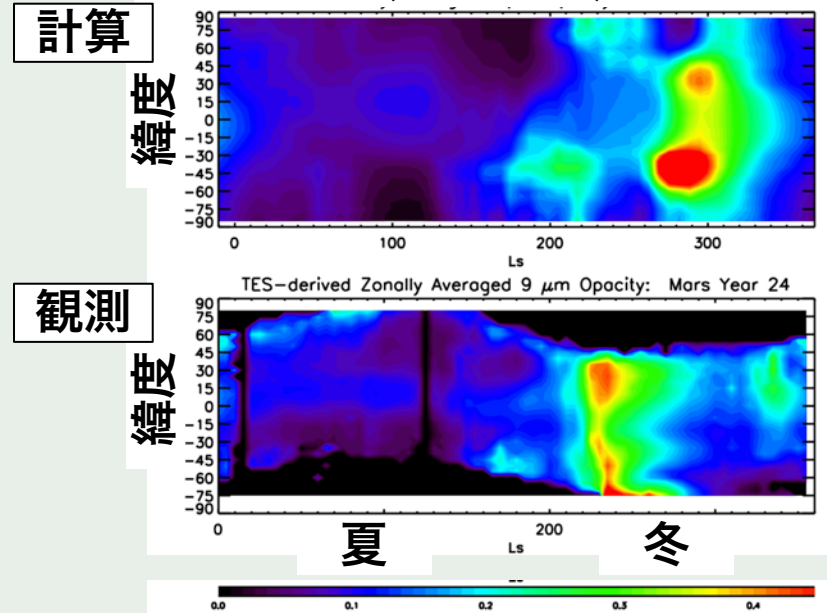 計算
緯度
90
75
60
45
30
15
0
-15
-30
-45
-60
-75
-90
0 100 200 300
Ls
TES-derived Zonally Averaged 9 μm Opacity: Mars Year 24
観測
緯度
90
75
60
45
30
15
0
-15
-30
-45
-60
-75
-90
0 200
Ls
夏 冬
0.0 0.1 0.2 0.3 0.4